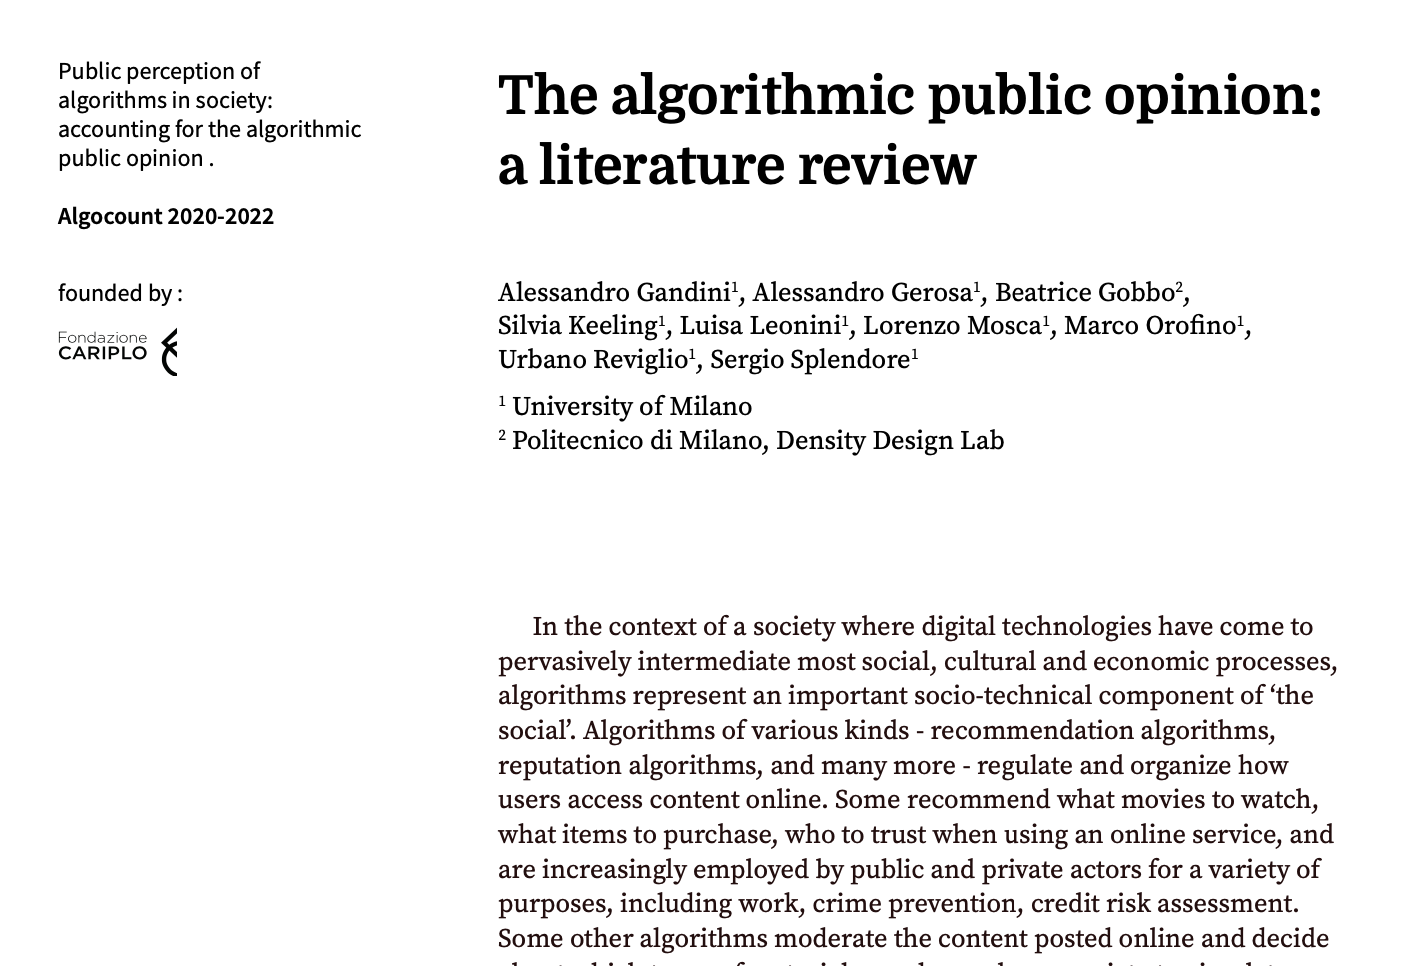 Public perception of
algorithms in society:
accounting for the algorithmic
public opinion .
Algocount 2020-2022
founded by :
Fondazione
CARIPLO
The algorithmic public opinion:
a literature review
Alessandro Gandini¹, Alessandro Gerosa¹, Beatrice Gobbo²,
Silvia Keeling¹, Luisa Leonini¹, Lorenzo Mosca¹, Marco Orofino¹,
Urbano Reviglio¹, Sergio Splendore¹
¹ University of Milano
² Politecnico di Milano, Density Design Lab
In the context of a society where digital technologies have come to
pervasively intermediate most social, cultural and economic processes,
algorithms represent an important socio-technical component of ‘the
social’. Algorithms of various kinds - recommendation algorithms,
reputation algorithms, and many more - regulate and organize how
users access content online. Some recommend what movies to watch,
what items to purchase, who to trust when using an online service, and
are increasingly employed by public and private actors for a variety of
purposes, including work, crime prevention, credit risk assessment.
Some other algorithms moderate the content posted online and decide